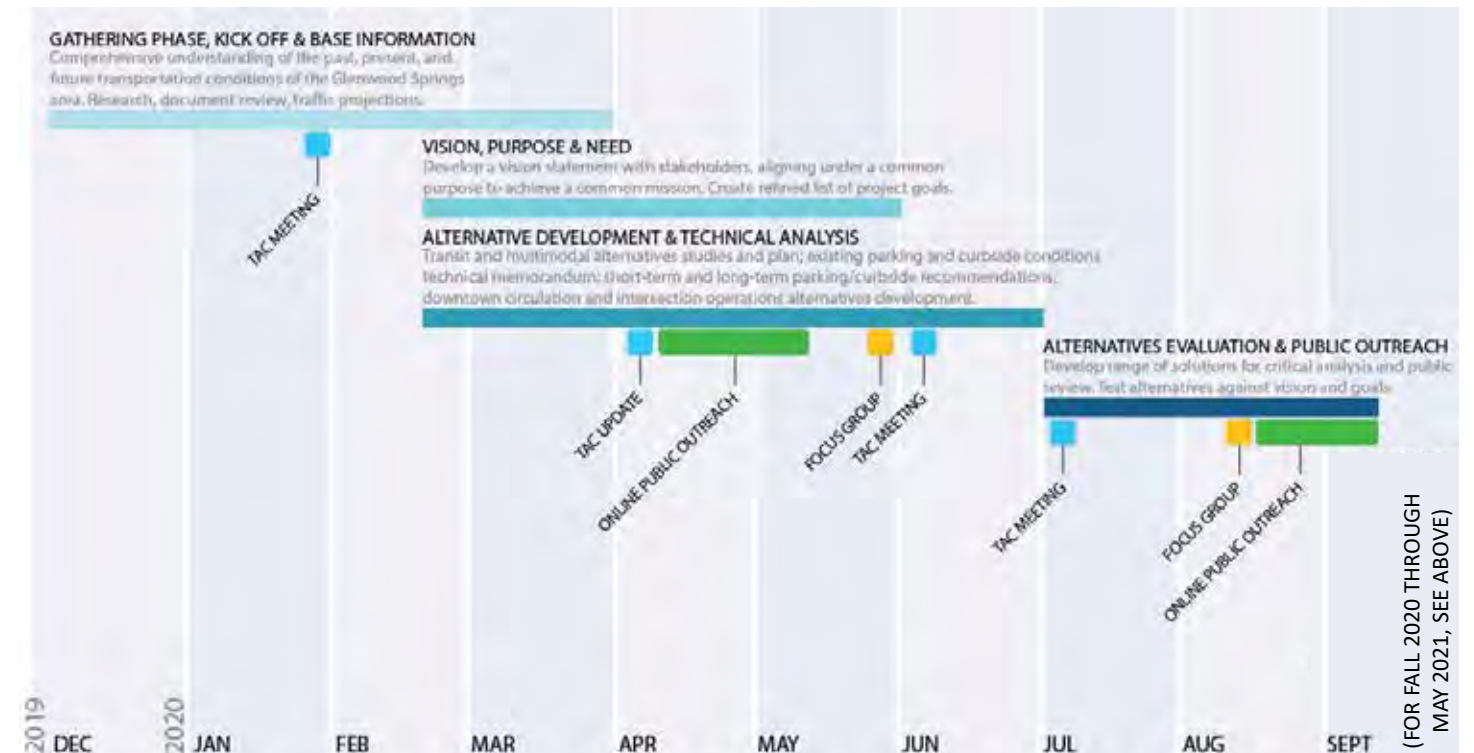 GATHERING PHASE, KICK OFF & BASE INFORMATION
Comprehensive understanding of the past, present, and
future transportation conditions of the Glenwood Springs
area. Research, document review, traffic projections.
TAC MEETING
VISION, PURPOSE & NEED
Develop a vision statement with stakeholders, aligning under a common
purpose to achieve a common mission. Create refined list of project goals.
ALTERNATIVE DEVELOPMENT & TECHNICAL ANALYSIS
Transit and multimodal alternatives studies and plan; existing parking and curbside conditions
technical memorandum; short-term and long-term parking/curbside recommendations;
downtown circulation and intersection operations alternatives development.
TAC UPDATE
ONLINE PUBLIC OUTREACH
FOCUS GROUP
TAC MEETING
ALTERNATIVES EVALUATION & PUBLIC OUTREACH
Develop range of solutions for critical analysis and public
review. Test alternatives against vision and goals.
TAC MEETING
FOCUS GROUP
ONLINE PUBLIC OUTREACH
(FOR FALL 2020 THROUGH
MAY 2021, SEE ABOVE)
2019
DEC
2020
JAN
FEB
MAR
APR
MAY
JUN
JUL
AUG
SEPT